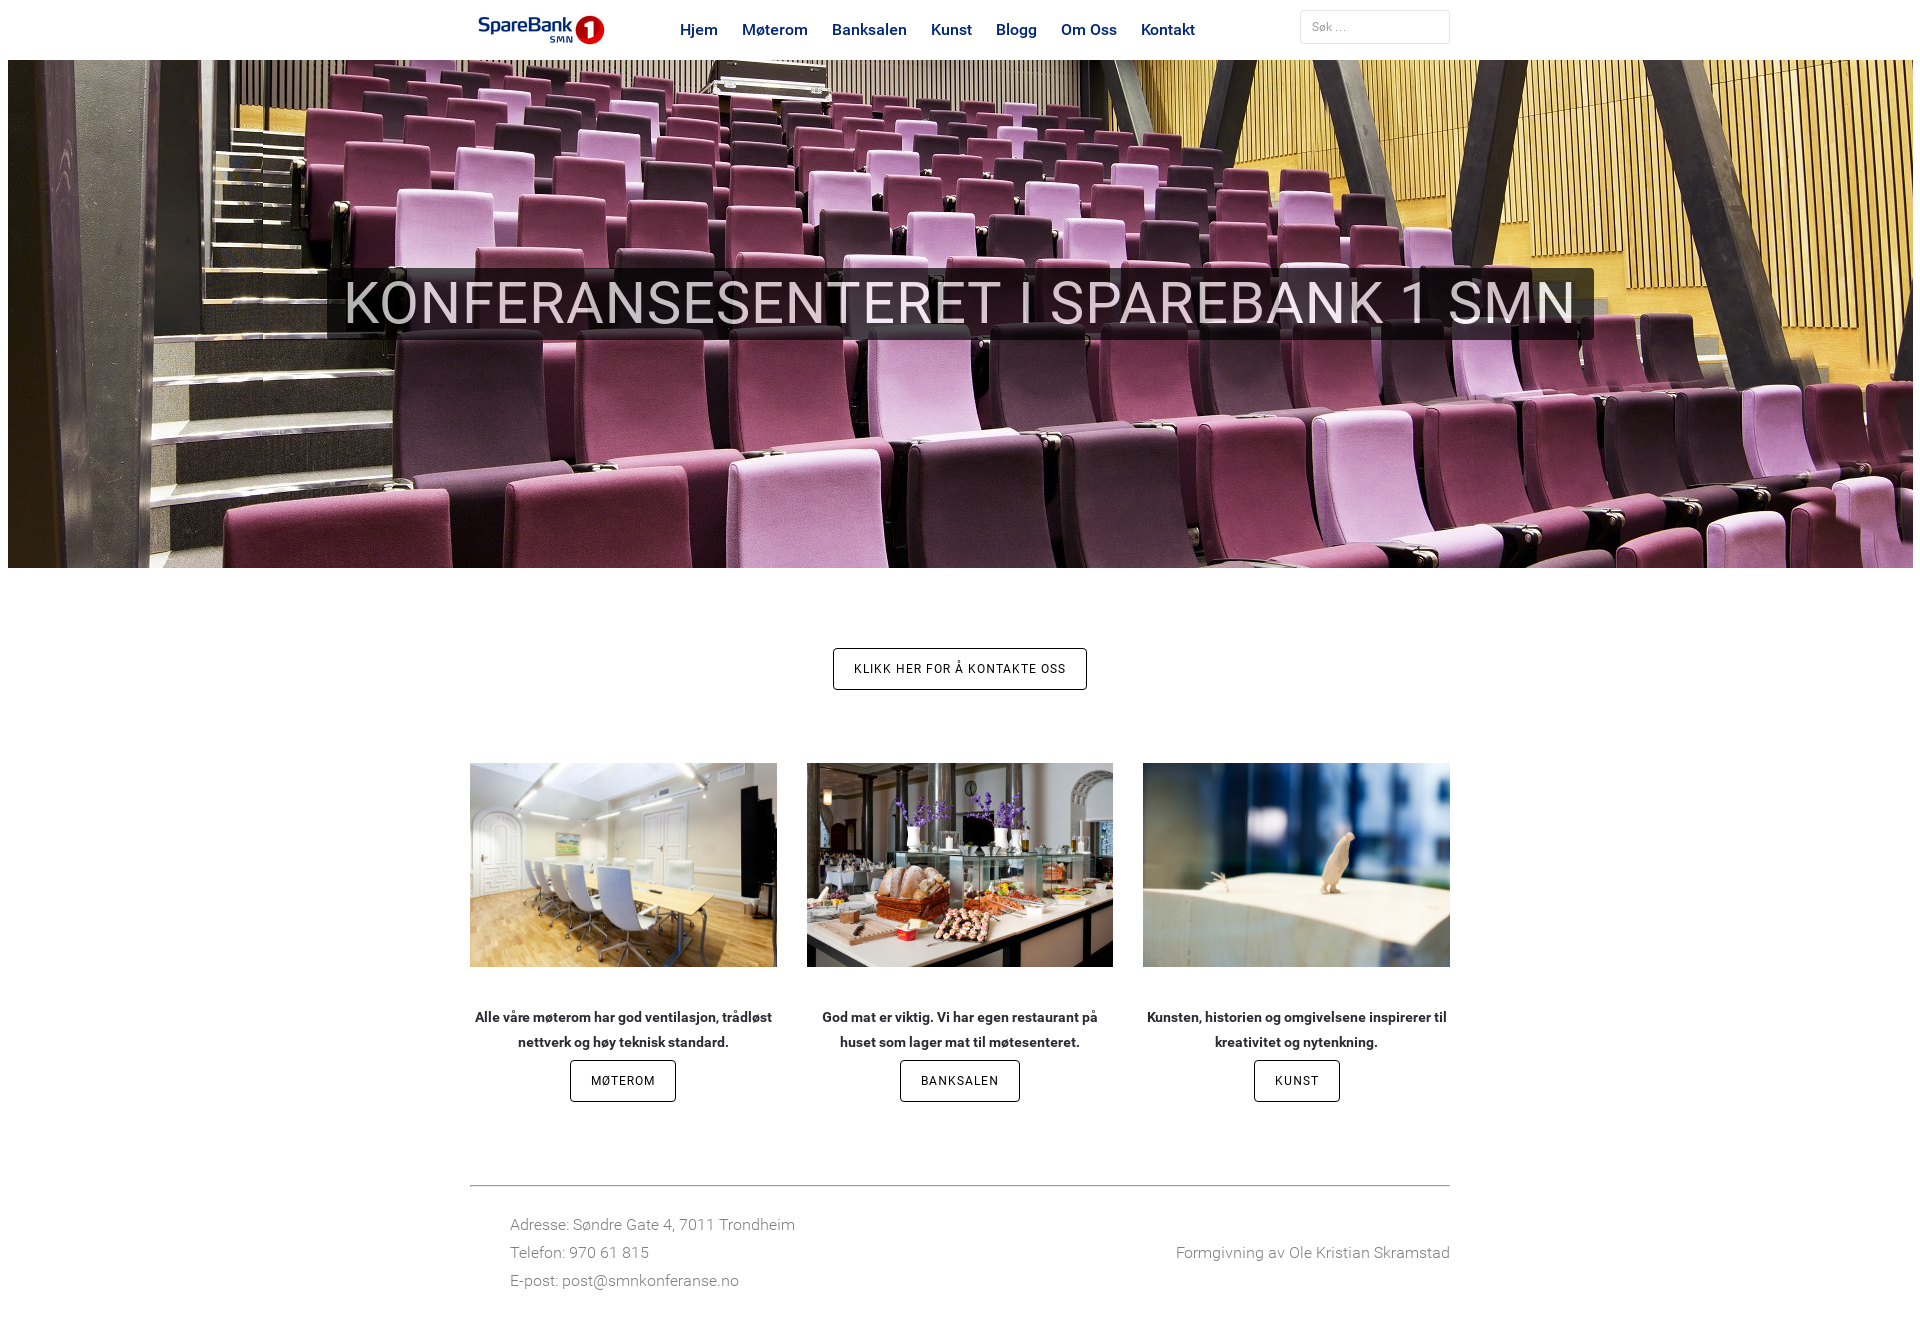 SpareBank 1
SMN
Hjem Møterom Banksalen Kunst Blogg Om Oss Kontakt
Søk …
KONFERANSESENTERET I SPAREBANK 1 SMN
KLIKK HER FOR Å KONTAKTE OSS
Alle våre møterom har god ventilasjon, trådløst
nettverk og høy teknisk standard.
MØTEROM
God mat er viktig. Vi har egen restaurant på
huset som lager mat til møtesenteret.
BANKSALEN
Kunsten, historien og omgivelsene inspirerer til
kreativitet og nytenkning.
KUNST
Adresse: Søndre Gate 4, 7011 Trondheim
Telefon: 970 61 815
E-post: post@smnkonferanse.no
Formgivning av Ole Kristian Skramstad